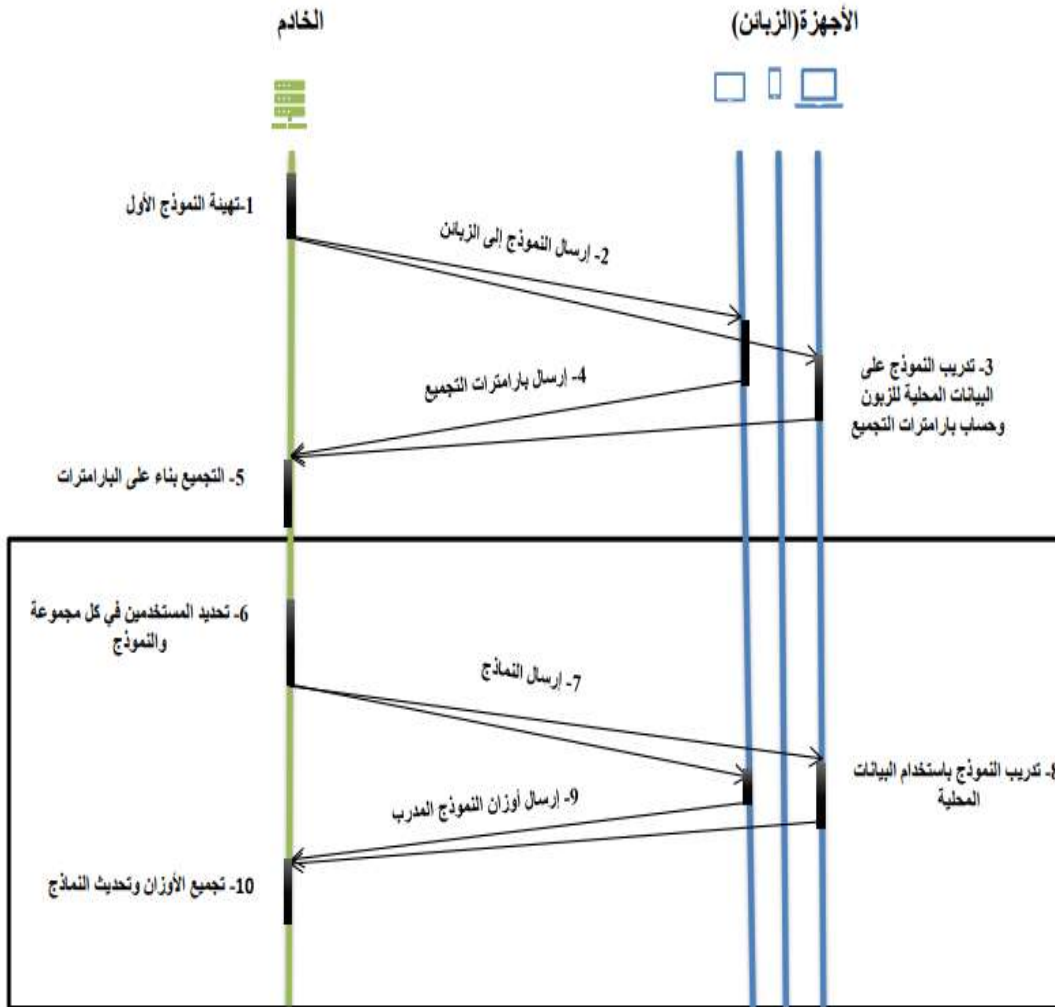 الخادم
الأجهزة(الزبائن)
1-تهيئة النموذج الأول
2- إرسال النموذج إلى الزبائن
3- تدريب النموذج على
البيانات المحلية للزبون
وحساب بارامترات التجميع
4- إرسال بارامترات التجميع
5- التجميع بناء على البارامترات
6- تحديد المستخدمين في كل مجموعة
والنموذج
7- إرسال النماذج
8- تدريب النموذج باستخدام البيانات
المحلية
9- إرسال أوزان النموذج المدرب
10- تجميع الأوزان وتحديث النماذج